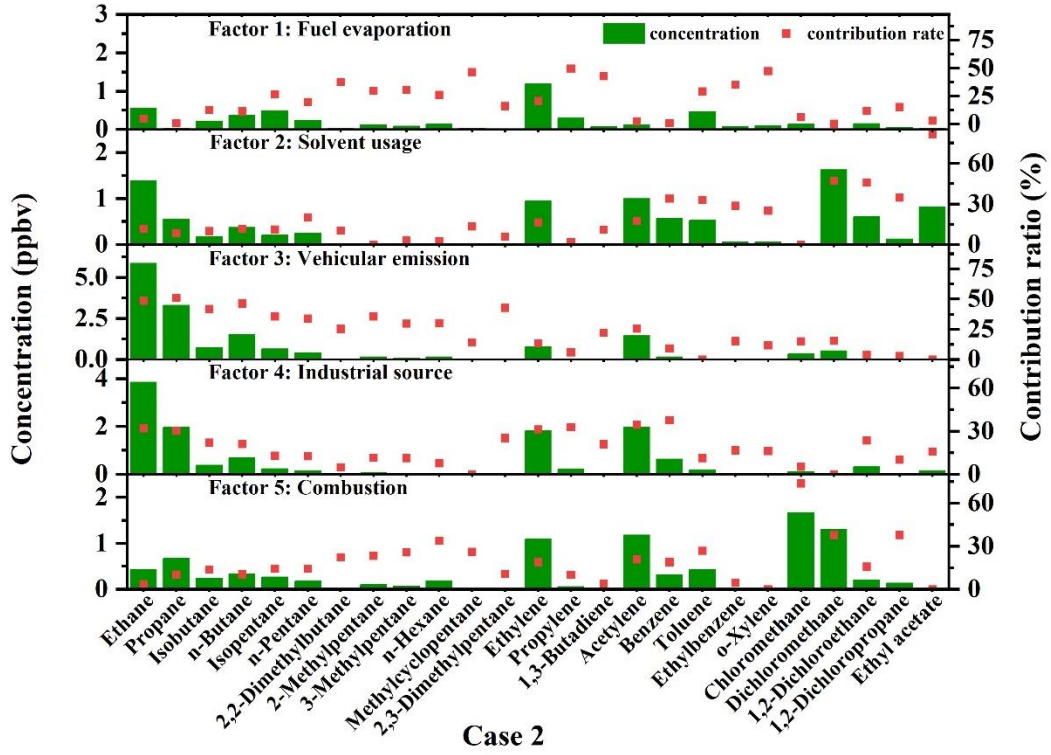 Factor 1: Fuel evaporation
concentration
contribution rate
3
2
1
0
75
50
25
0
Factor 2: Solvent usage
2
1
0
60
30
0
Factor 3: Vehicular emission
5.0
2.5
0.0
75
50
25
0
Factor 4: Industrial source
4
2
0
60
30
0
Factor 5: Combustion
2
1
0
60
30
0
Concentration (ppbv)
Contribution ratio (%)
Ethane
Propane
Isobutane
n-Butane
Isopentane
n-Pentane
2,2-Dimethylbutane
2-Methylpentane
3-Methylpentane
n-Hexane
Methylcyclopentane
2,3-Dimethylpentane
Ethylene
Propylene
1,3-Butadiene
Acetylene
Benzene
Toluene
Ethylbenzene
o-Xylene
Chloromethane
Dichloromethane
1,2-Dichloroethane
1,2-Dichloropropane
Ethyl acetate
Case 2